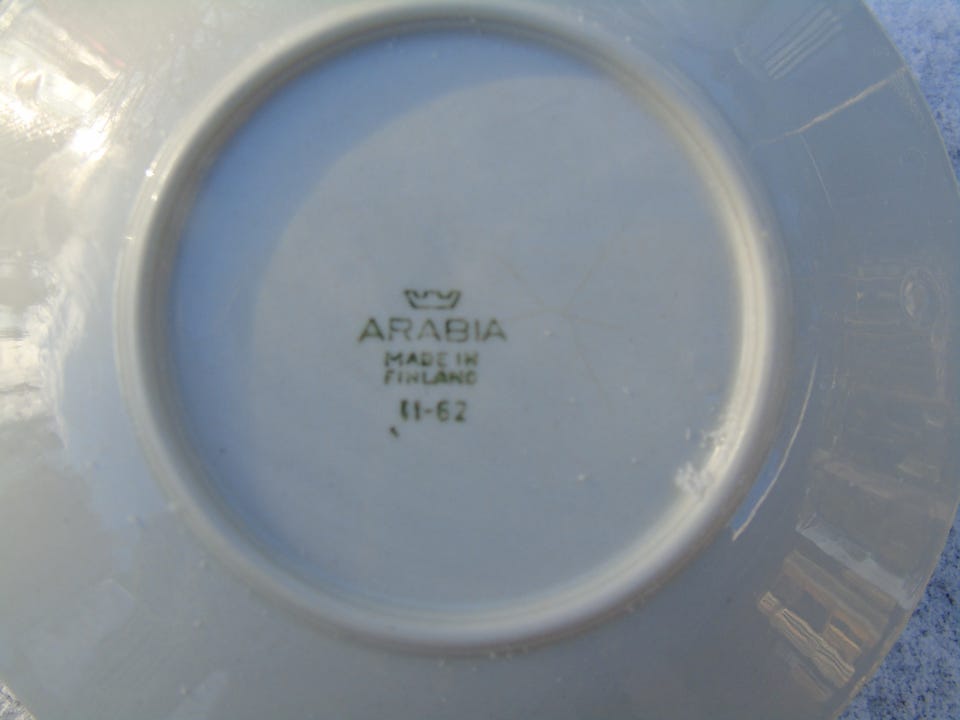 ARABIA
MADE IN
FINLAND
11-62